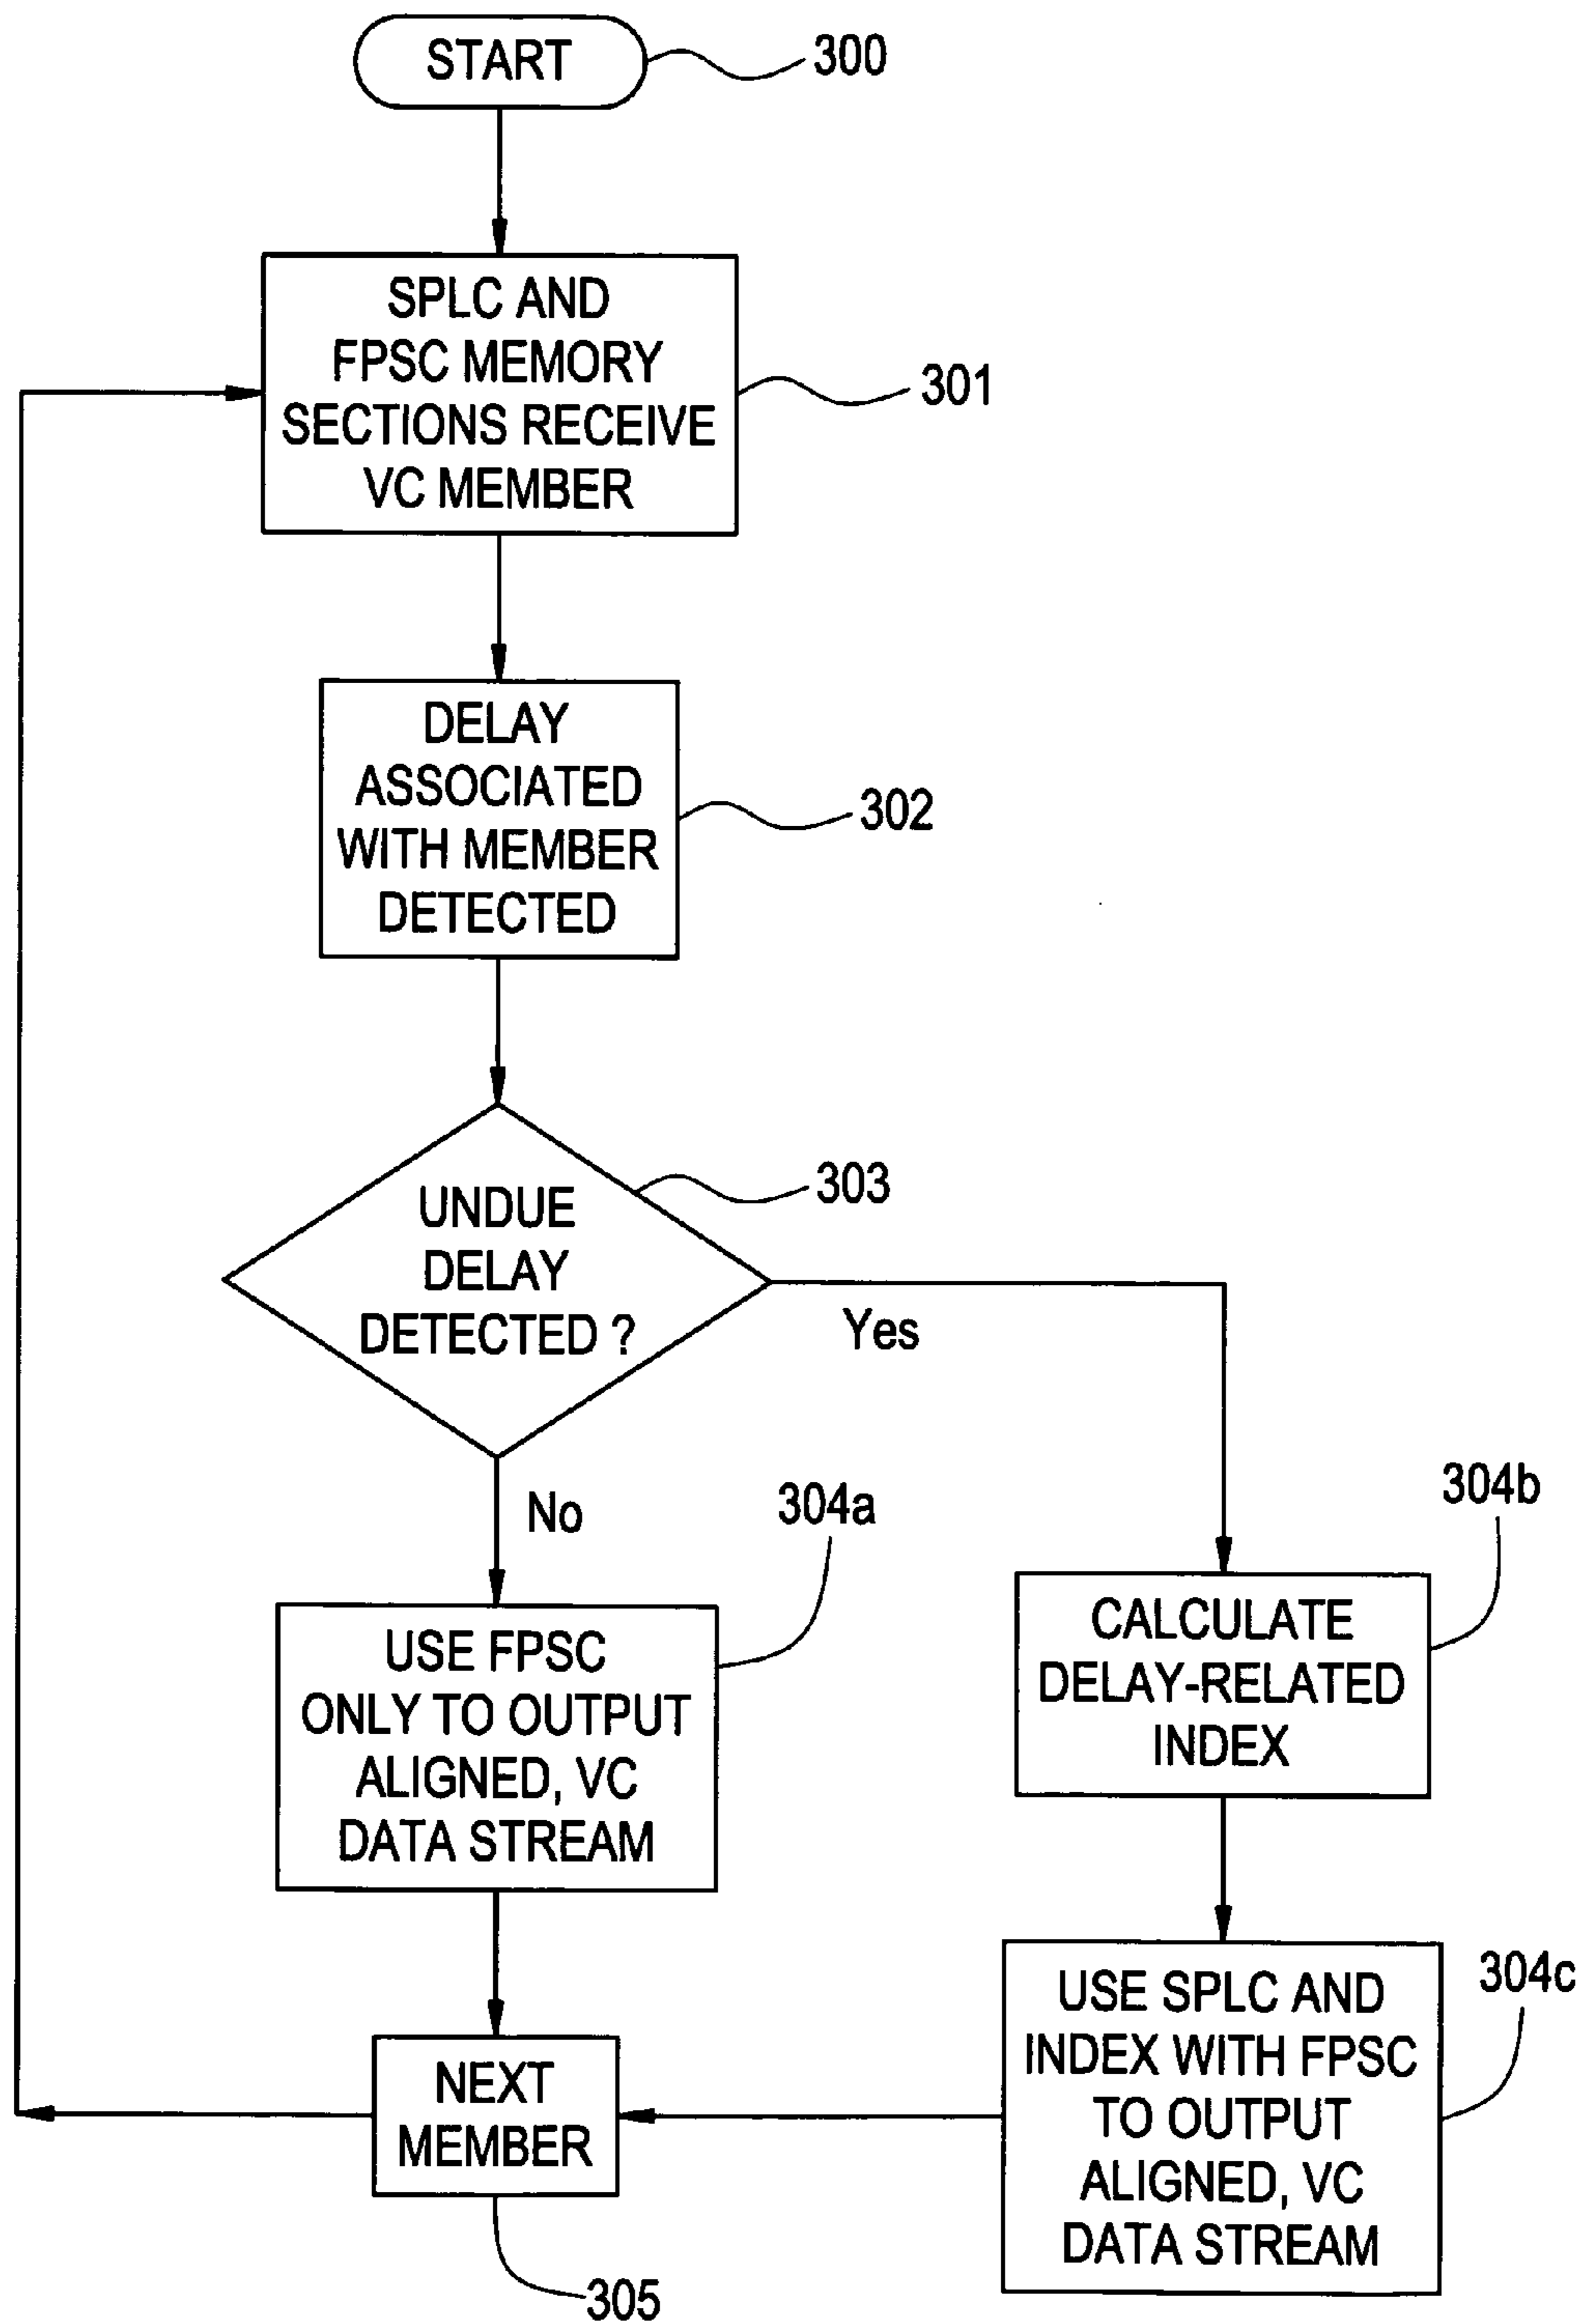 START
300
SPLC AND
FPSC MEMORY
SECTIONS RECEIVE
VC MEMBER
301
DELAY
ASSOCIATED
WITH MEMBER
DETECTED
302
UNDUE
DELAY
DETECTED ?
303
Yes
No
304a
USE FPSC
ONLY TO OUTPUT
ALIGNED, VC
DATA STREAM
304b
CALCULATE
DELAY-RELATED
INDEX
304c
USE SPLC AND
INDEX WITH FPSC
TO OUTPUT
ALIGNED, VC
DATA STREAM
NEXT
MEMBER
305